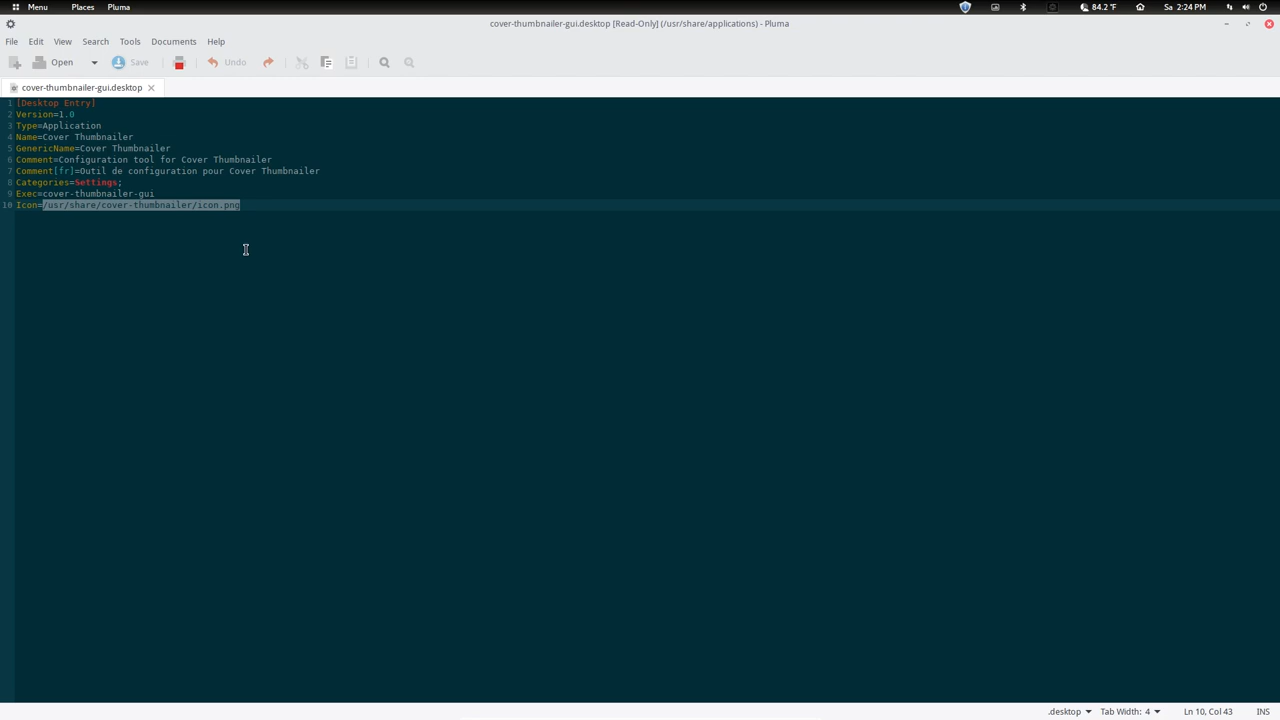 Menu Places Pluma 84.2 °F Sa 2:24 PM
cover-thumbnailer-gui.desktop [Read-Only] (/usr/share/applications) - Pluma
File Edit View Search Tools Documents Help
Open Save Undo
cover-thumbnailer-gui.desktop
1 [Desktop Entry]
2 Version=1.0
3 Type=Application
4 Name=Cover Thumbnailer
5 GenericName=Cover Thumbnailer
6 Comment=Configuration tool for Cover Thumbnailer
7 Comment[fr]=Outil de configuration pour Cover Thumbnailer
8 Categories=Settings;
9 Exec=cover-thumbnailer-gui
10 Icon=/usr/share/cover-thumbnailer/icon.png
.desktop Tab Width: 4 Ln 10, Col 43 INS